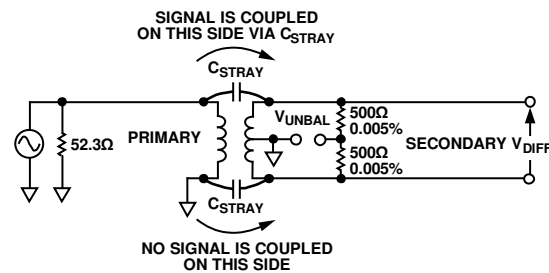 SIGNAL IS COUPLED
ON THIS SIDE VIA CSTRAY
CSTRAY
52.3Ω
PRIMARY
VUNBAL
500Ω
0.005%
500Ω
0.005%
SECONDARY VDIFF
CSTRAY
NO SIGNAL IS COUPLED
ON THIS SIDE